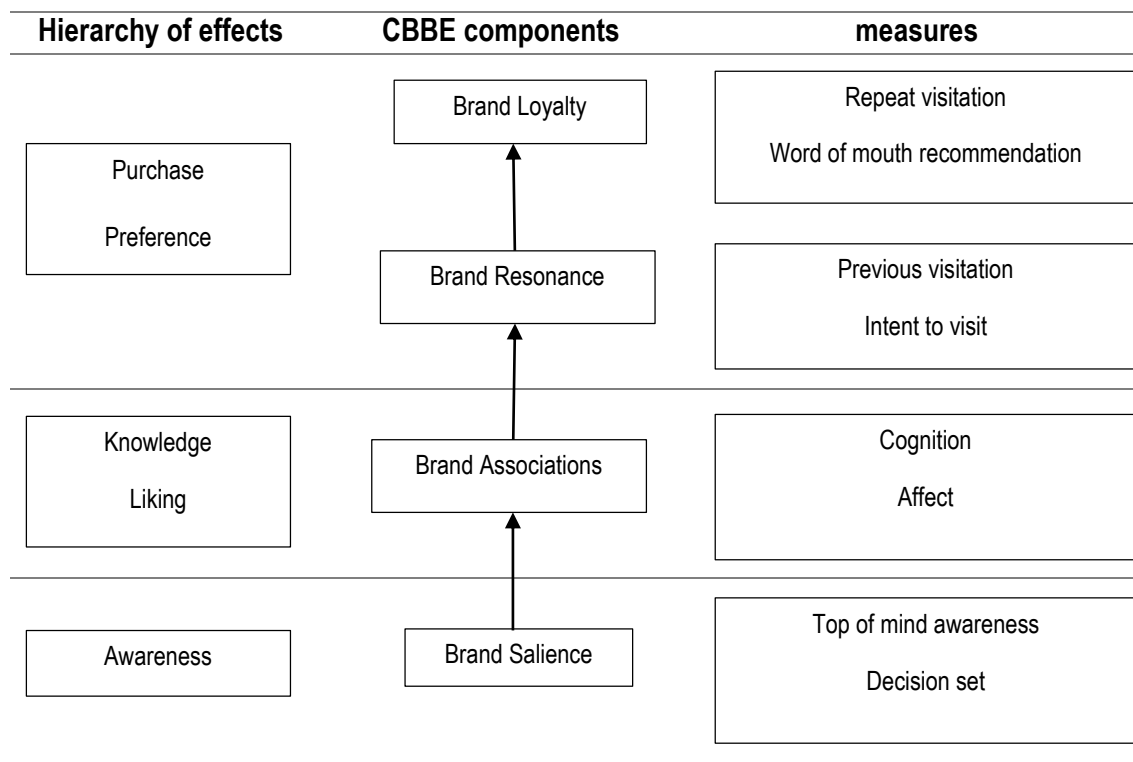 Hierarchy of effects CBBE components measures
Brand Loyalty
Repeat visitation
Word of mouth recommendation
Purchase
Preference
Brand Resonance
Previous visitation
Intent to visit
Knowledge
Liking
Brand Associations
Cognition
Affect
Awareness
Brand Salience
Top of mind awareness
Decision set